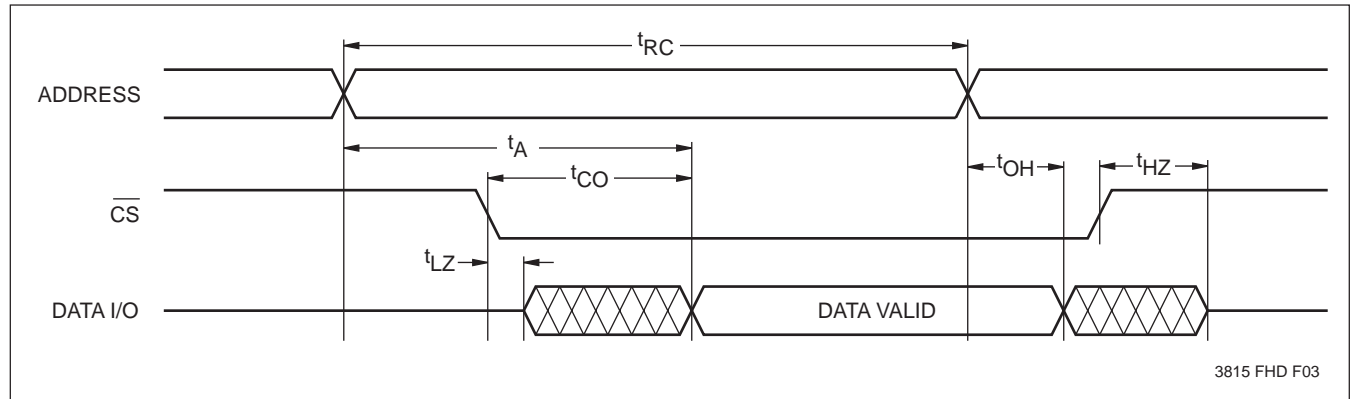 tRC
ADDRESS
tA
tCO
tOH
tHZ
CS
tLZ
DATA I/O
DATA VALID
3815 FHD F03